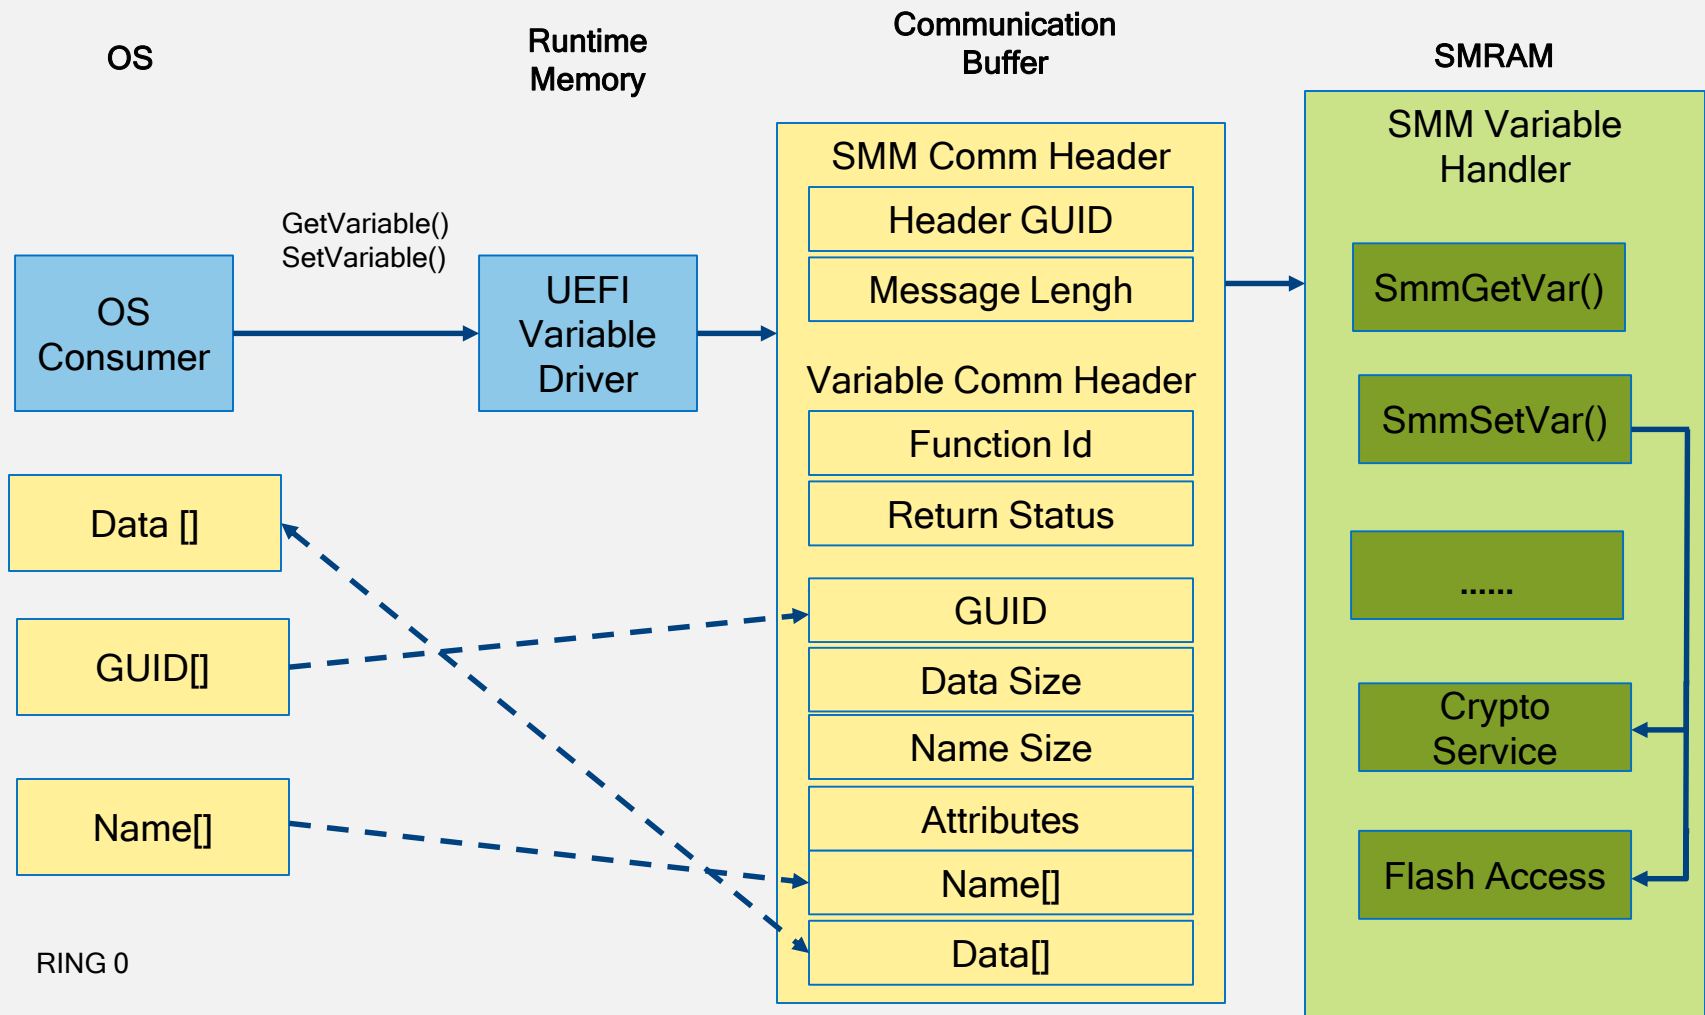 OS
Runtime
Memory
Communication
Buffer
SMRAM
GetVariable()
SetVariable()
OS
Consumer
UEFI
Variable
Driver
Data []
GUID[]
Name[]
RING 0
SMM Comm Header
Header GUID
Message Lengh
Variable Comm Header
Function Id
Return Status
GUID
Data Size
Name Size
Attributes
Name[]
Data[]
SMM Variable
Handler
SmmGetVar()
SmmSetVar()
......
Crypto
Service
Flash Access